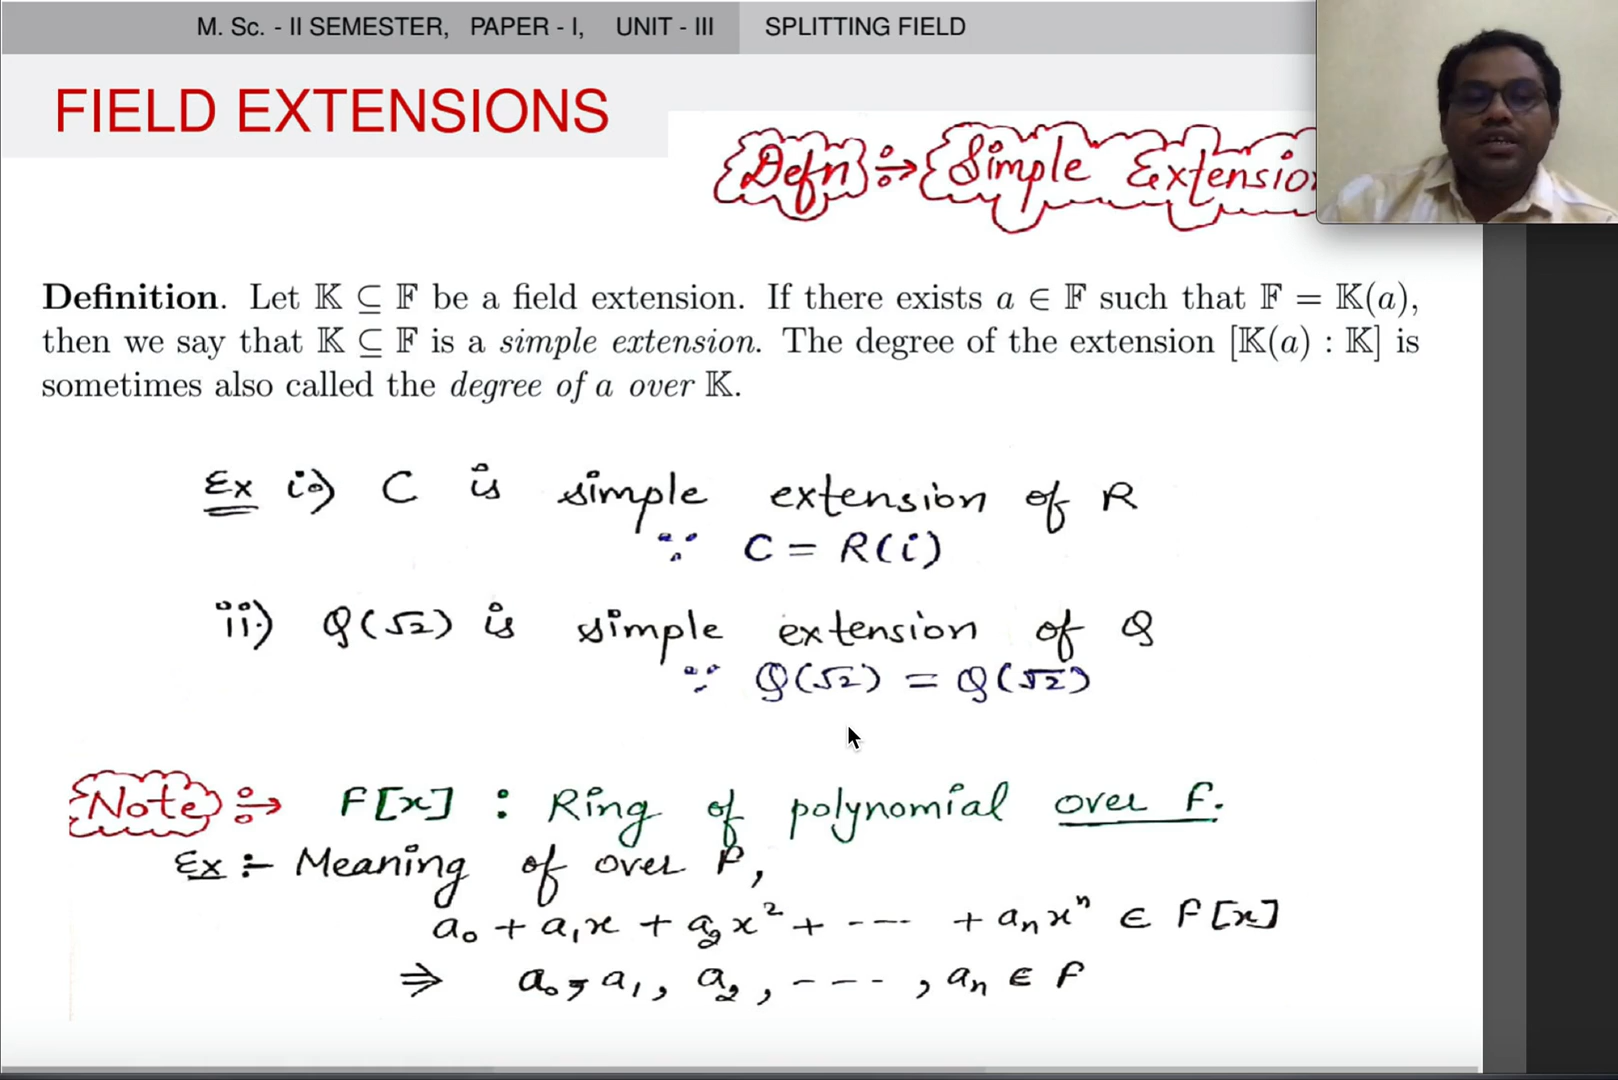 M. Sc. - II SEMESTER, PAPER - I, UNIT - III SPLITTING FIELD
FIELD EXTENSIONS
Defn ÷→ Simple Extension
Definition. Let 𝕂 ⊆ 𝔽 be a field extension. If there exists a ∈ 𝔽 such that 𝔽 = 𝕂(a),
then we say that 𝕂 ⊆ 𝔽 is a simple extension. The degree of the extension [𝕂(a) : 𝕂] is
sometimes also called the degree of a over 𝕂.
Ex i) C is simple extension of R
∵ C = R(i)
ii) Q(√2) is simple extension of Q
∵ Q(√2) = Q(√2)
Note ÷→ F[x] : Ring of polynomial over F.
Ex :- Meaning of over F,
a₀ + a₁x + a₂x² + ---- + aₙxⁿ ∈ F[x]
⇒ a₀, a₁, a₂, ----, aₙ ∈ F